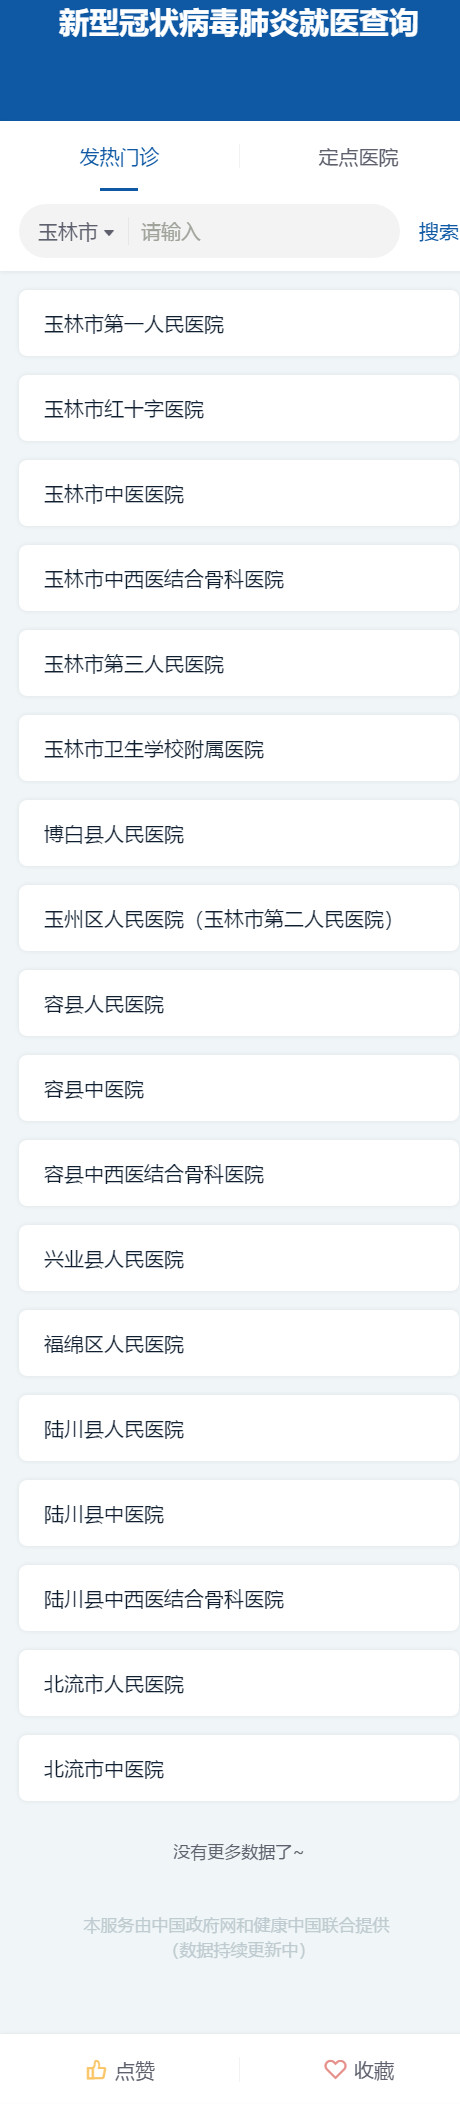 新型冠状病毒肺炎就医查询
发热门诊 定点医院
玉林市 请输入 搜索
玉林市第一人民医院
玉林市红十字医院
玉林市中医医院
玉林市中西医结合骨科医院
玉林市第三人民医院
玉林市卫生学校附属医院
博白县人民医院
玉州区人民医院（玉林市第二人民医院）
容县人民医院
容县中医院
容县中西医结合骨科医院
兴业县人民医院
福绵区人民医院
陆川县人民医院
陆川县中医院
陆川县中西医结合骨科医院
北流市人民医院
北流市中医院
没有更多数据了~
本服务由中国政府网和健康中国联合提供
（数据持续更新中）
点赞 收藏